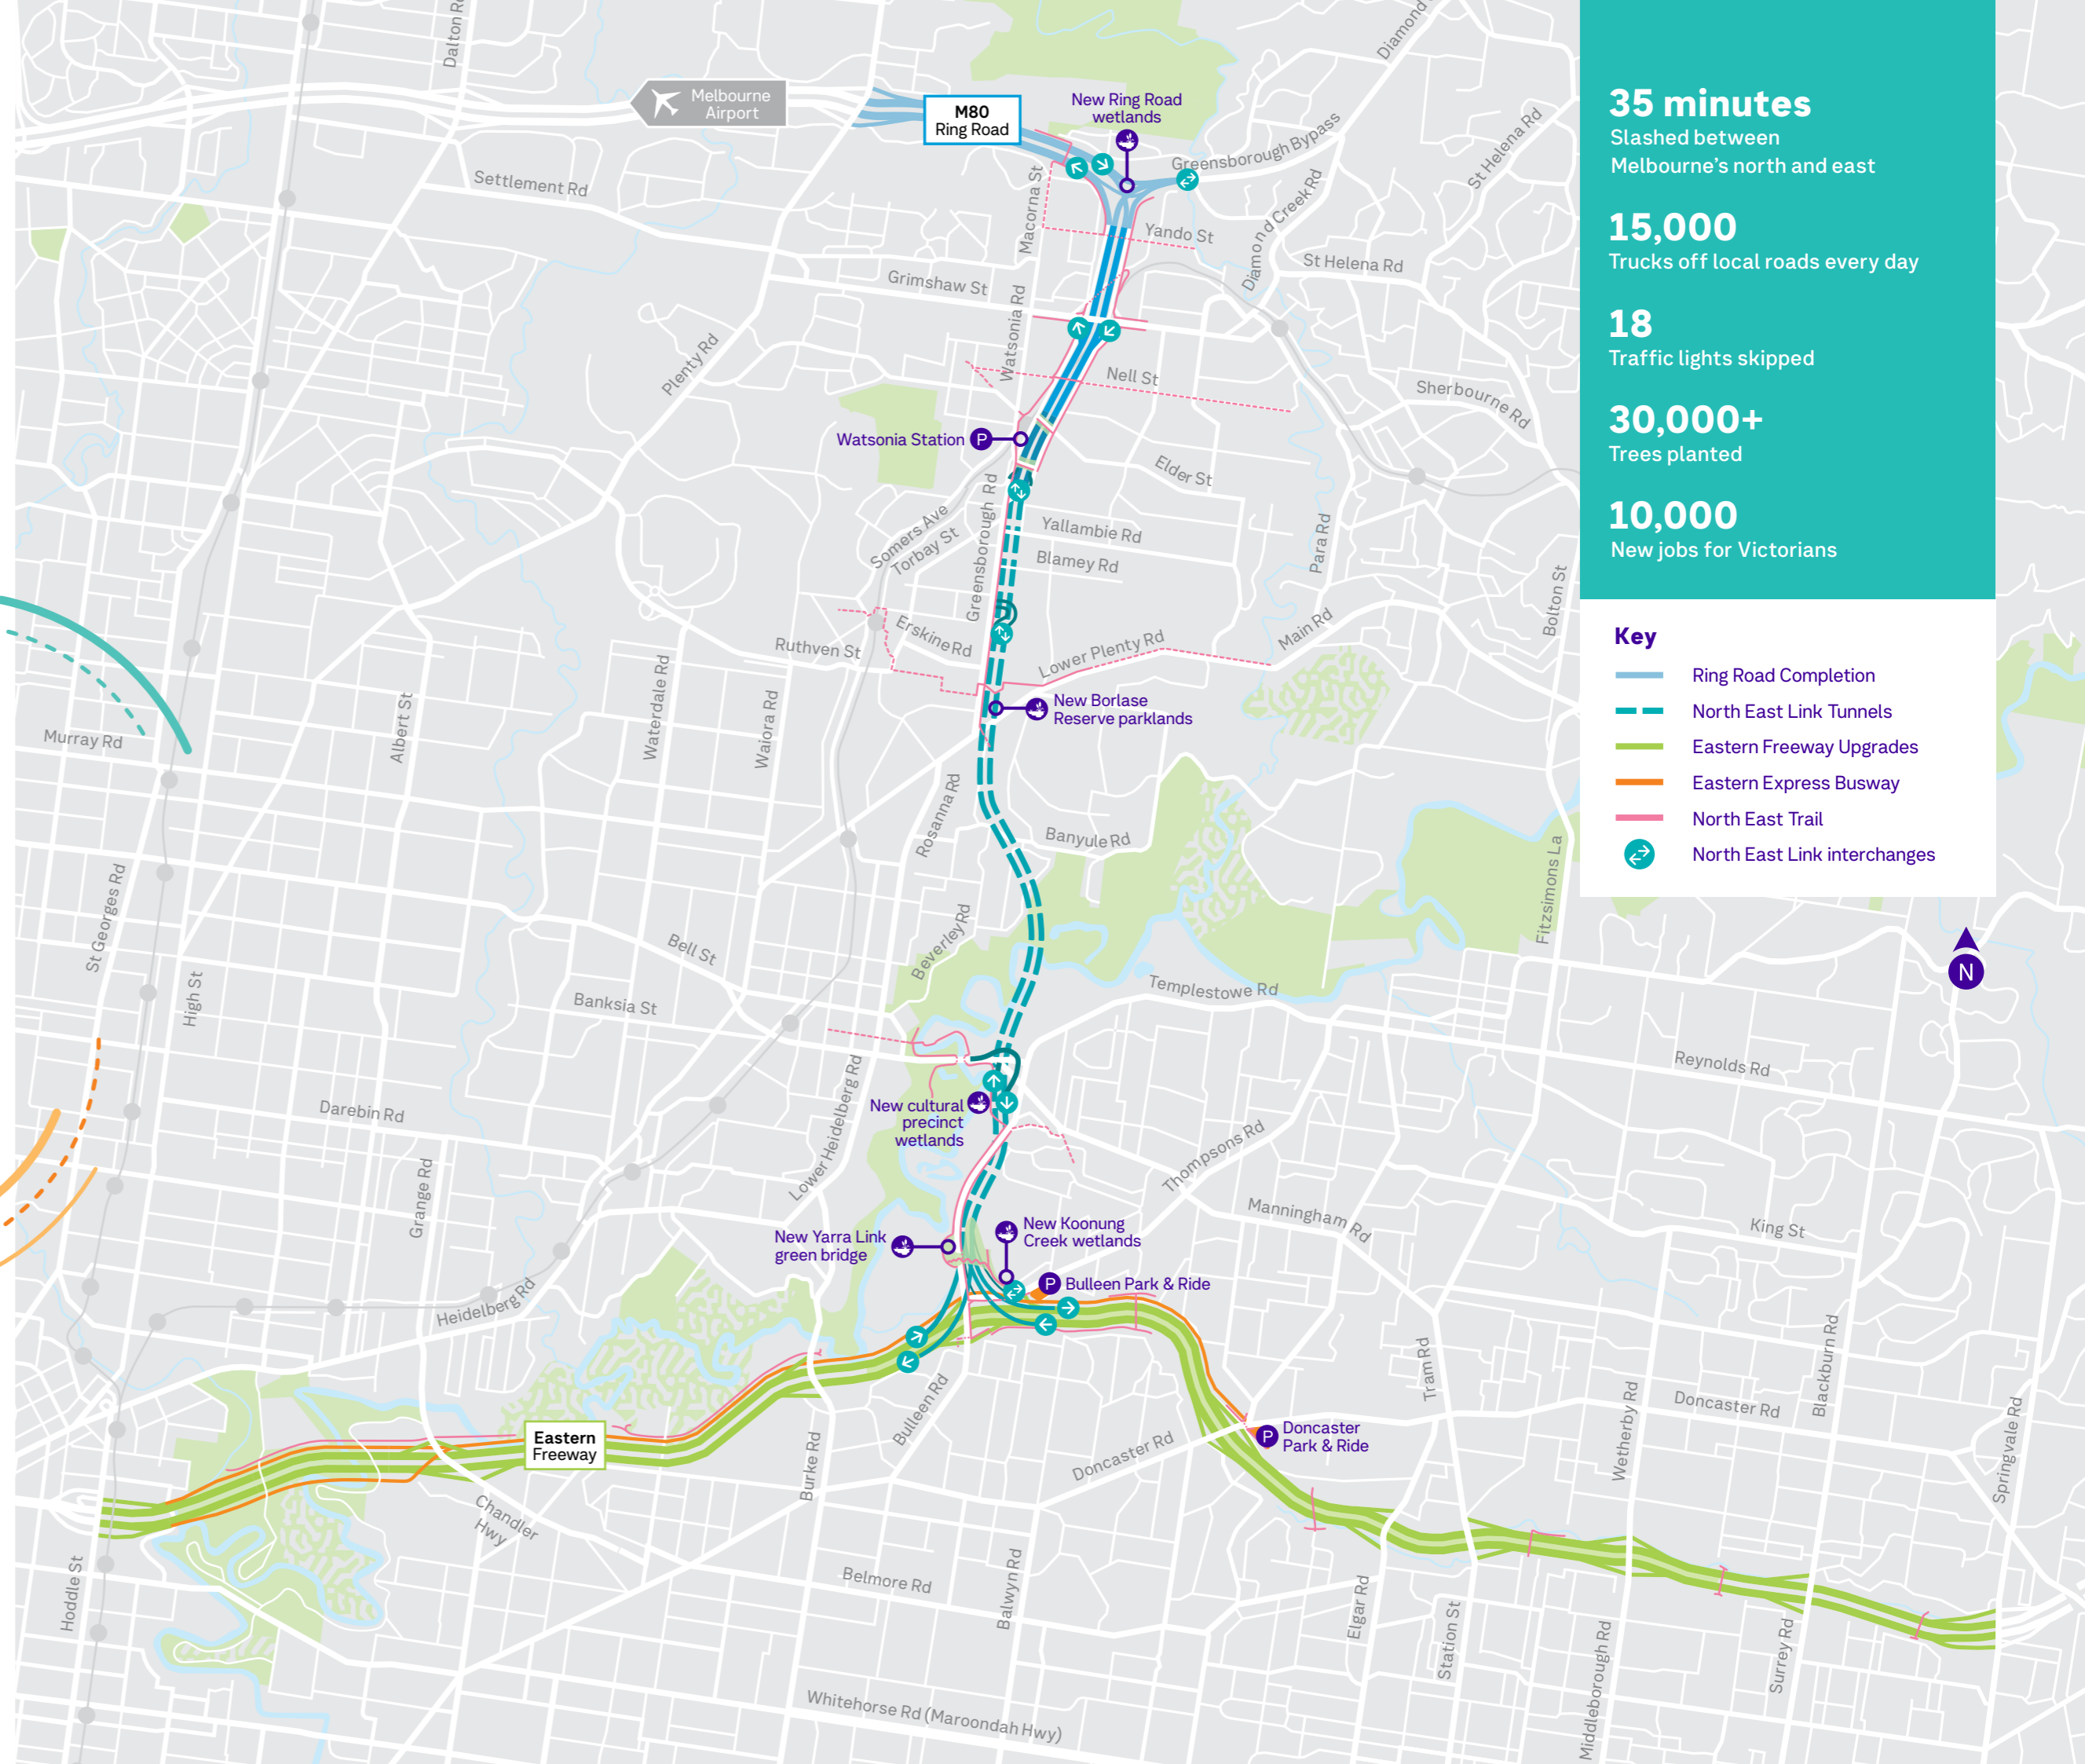 35 minutes
Slashed between
Melbourne's north and east
15,000
Trucks off local roads every day
18
Traffic lights skipped
30,000+
Trees planted
10,000
New jobs for Victorians
Key
Ring Road Completion
North East Link Tunnels
Eastern Freeway Upgrades
Eastern Express Busway
North East Trail
North East Link interchanges
N
Dalton Rd
Diamond
Melbourne
Airport
M80
Ring Road
New Ring Road
wetlands
Greensborough Bypass
St Helena Rd
Settlement Rd
Macorna St
Yando St
Diamond Creek Rd
St Helena Rd
Grimshaw St
Watsonia Rd
Plenty Rd
Nell St
Sherbourne Rd
Watsonia Station
P
Elder St
Greensborough Rd
Somers Ave
Torbay St
Yallambie Rd
Blamey Rd
Para Rd
Bolton St
Erskine Rd
Ruthven St
Lower Plenty Rd
Main Rd
Waterdale Rd
Waiora Rd
Albert St
Murray Rd
New Borlase
Reserve parklands
Rosanna Rd
Banyule Rd
St Georges Rd
Fitzsimons La
Beverley Rd
Bell St
High St
Banksia St
Templestowe Rd
Reynolds Rd
Lower Heidelberg Rd
Darebin Rd
New cultural
precinct
wetlands
Thompsons Rd
Grange Rd
Manningham Rd
King St
New Yarra Link
green bridge
New Koonung
Creek wetlands
P
Bulleen Park & Ride
Heidelberg Rd
Tram Rd
Blackburn Rd
Bulleen Rd
Wetherby Rd
Doncaster Rd
Springvale Rd
Eastern
Freeway
Burke Rd
Doncaster Rd
P
Doncaster
Park & Ride
Chandler
Hwy
Hoddle St
Belmore Rd
Balwyn Rd
Elgar Rd
Station St
Middleborough Rd
Surrey Rd
Whitehorse Rd (Maroondah Hwy)